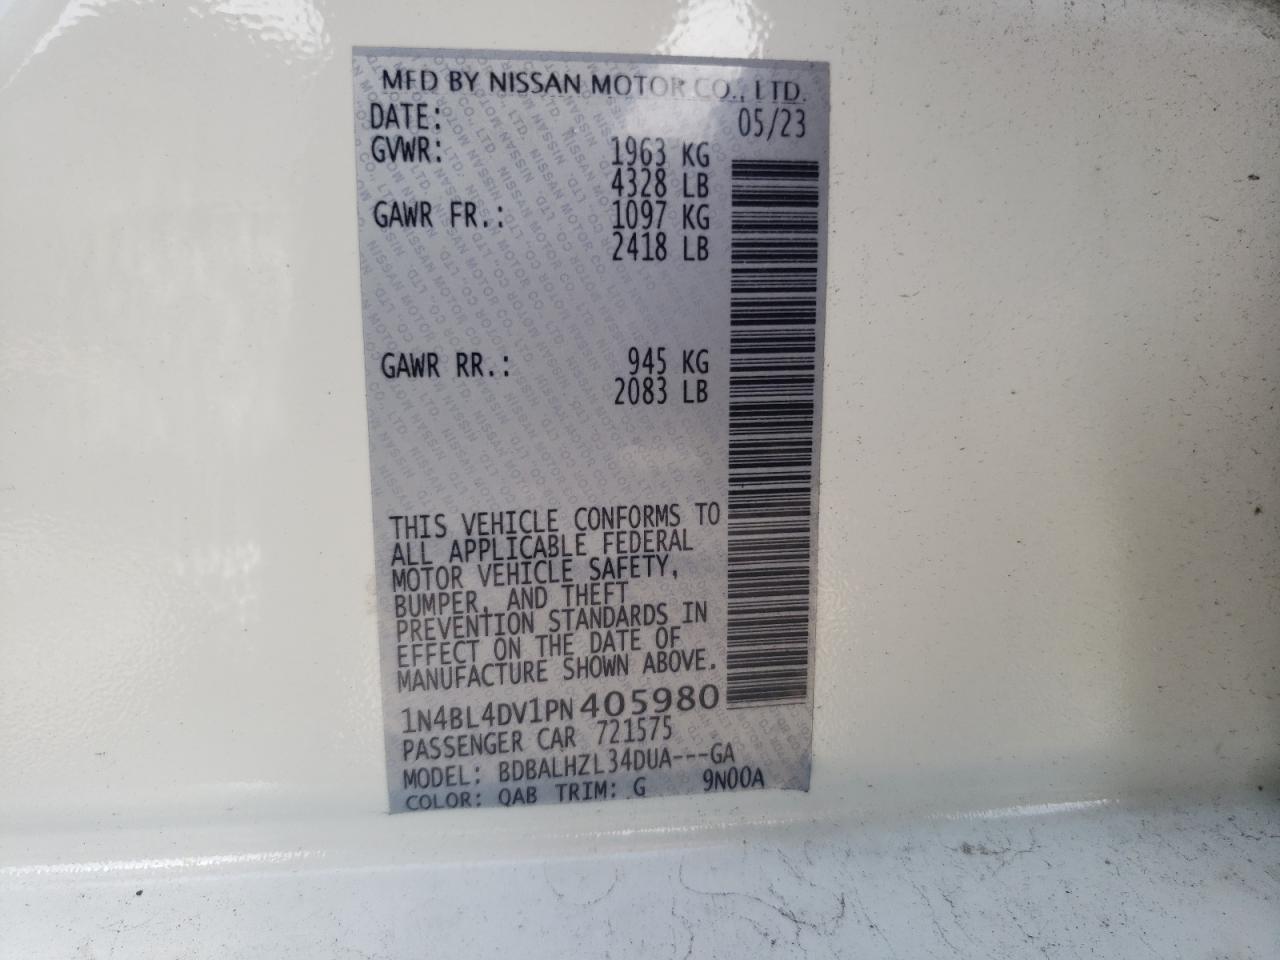 MFD BY NISSAN MOTOR CO., LTD.
DATE: 05/23
GVWR: 1963 KG
4328 LB
GAWR FR.: 1097 KG
2418 LB
GAWR RR.: 945 KG
2083 LB
THIS VEHICLE CONFORMS TO
ALL APPLICABLE FEDERAL
MOTOR VEHICLE SAFETY,
BUMPER, AND THEFT
PREVENTION STANDARDS IN
EFFECT ON THE DATE OF
MANUFACTURE SHOWN ABOVE.
1N4BL4DV1PN405980
PASSENGER CAR 721575
MODEL: BDBALHZL34DUA---GA
COLOR: QAB TRIM: G 9N00A